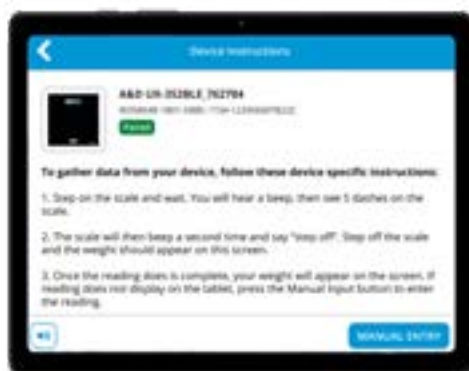 Device Instructions
Paired
To gather data from your device, follow these device specific instructions:
1. Step on the scale and wait. You will hear a beep, then see 5 dashes on the
scale.
2. The scale will then beep a second time and say "step off". Step off the scale
and the weight should appear on this screen.
3. Once the reading does is complete, your weight will appear on the screen. If
reading does not display on the tablet, press the Manual Input button to enter
the reading.
MANUAL ENTRY